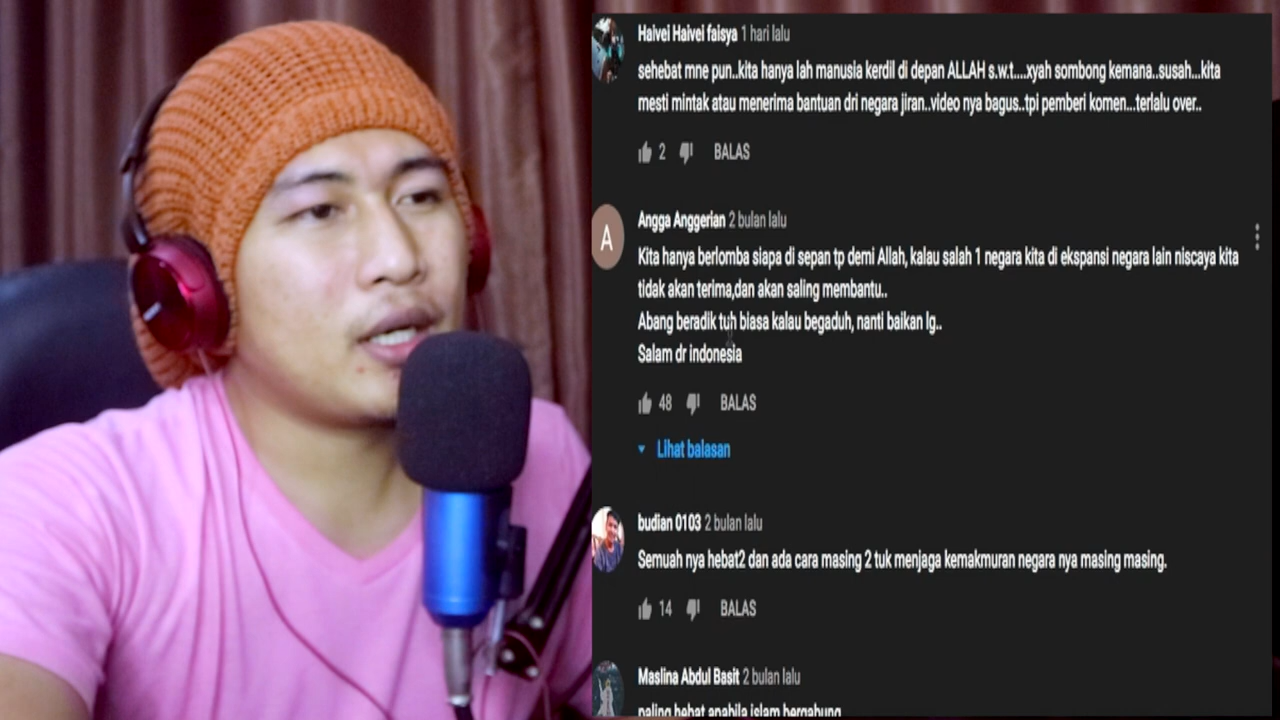 Haivei Haivei faisya 1 hari lalu
sehebat mne pun..kita hanya lah manusia kerdil di depan ALLAH s.w.t....xyah sombong kemana..susah...kita
mesti mintak atau menerima bantuan dri negara jiran..video nya bagus..tpi pemberi komen...terlalu over..
2 BALAS
A
Angga Anggerian 2 bulan lalu
Kita hanya berlomba siapa di sepan tp demi Allah, kalau salah 1 negara kita di ekspansi negara lain niscaya kita
tidak akan terima,dan akan saling membantu..
Abang beradik tuh biasa kalau begaduh, nanti baikan lg..
Salam dr indonesia
48 BALAS
Lihat balasan
budian 0103 2 bulan lalu
Semuah nya hebat2 dan ada cara masing 2 tuk menjaga kemakmuran negara nya masing masing.
14 BALAS
Maslina Abdul Basit 2 bulan lalu
paling hebat apabila islam bergabung